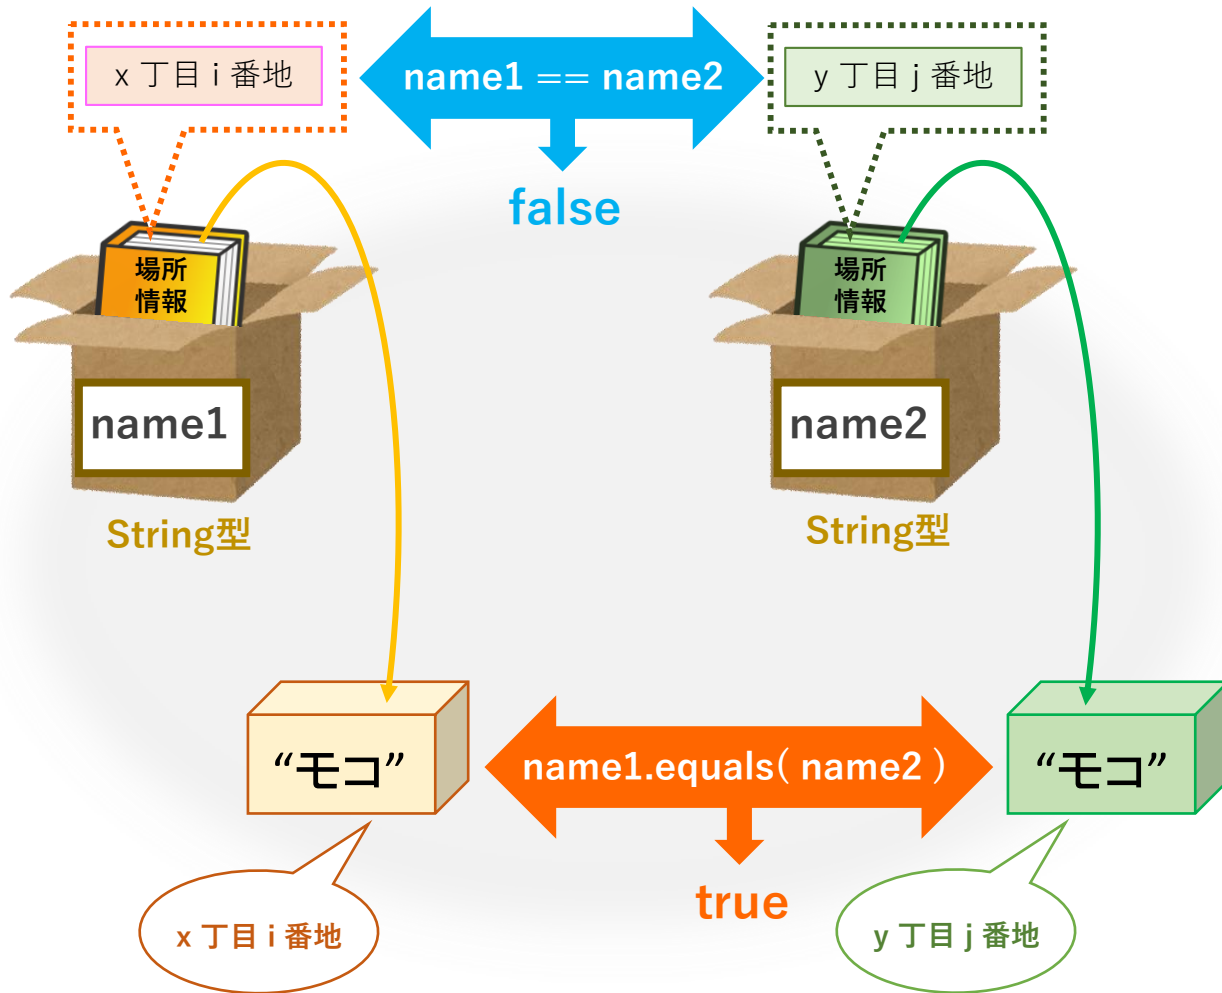 x 丁目 i 番地
name1 == name2
y 丁目 j 番地
false
場所
情報
場所
情報
name1
name2
String型
String型
“モコ”
name1.equals( name2 )
“モコ”
true
x 丁目 i 番地
y 丁目 j 番地